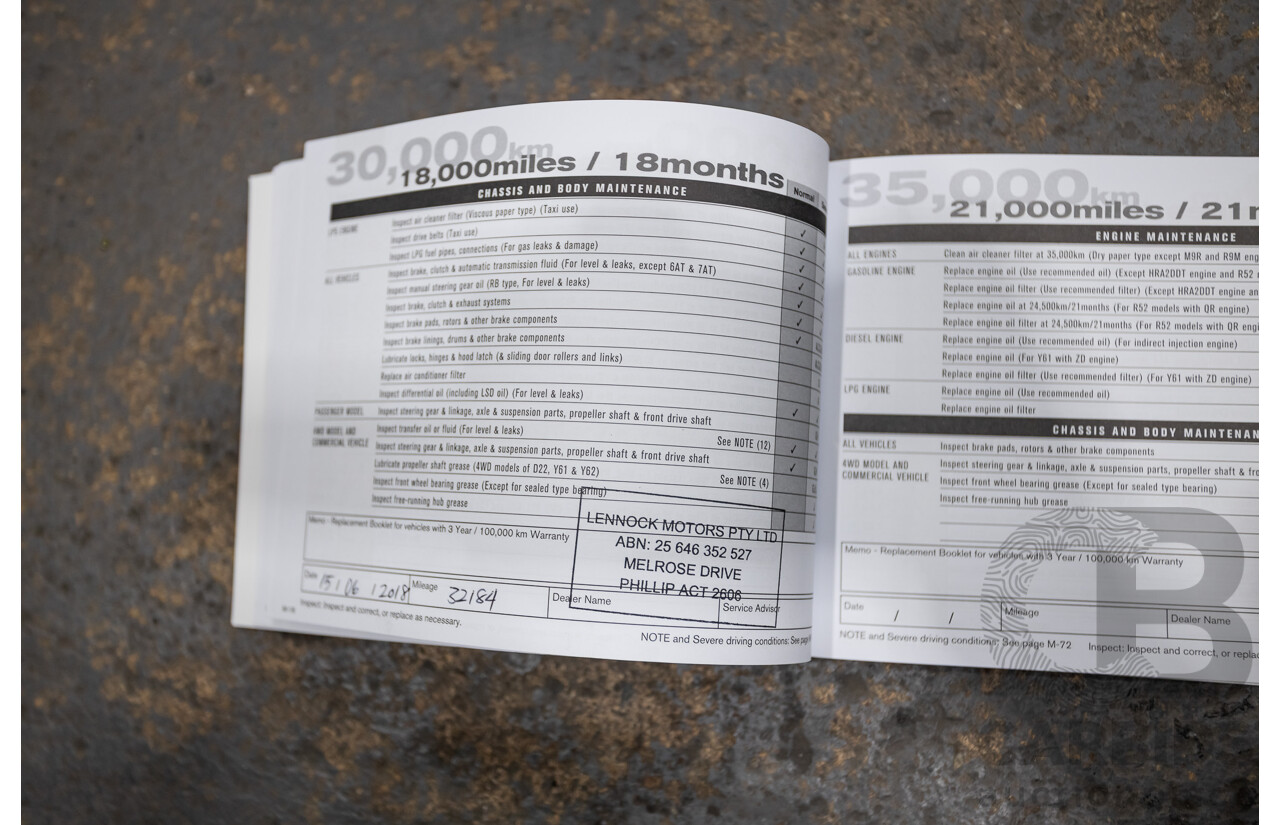 30,000km
18,000miles / 18months
CHASSIS AND BODY MAINTENANCE
Normal
LPG ENGINE
Inspect air cleaner filter (Viscous paper type) (Taxi use)
Inspect drive belts (Taxi use)
Inspect LPG fuel pipes, connections (For gas leaks & damage)
ALL VEHICLES
Inspect brake, clutch & automatic transmission fluid (For level & leaks, except 6AT & 7AT)
Inspect manual steering gear oil (RB type, For level & leaks)
Inspect brake, clutch & exhaust systems
Inspect brake pads, rotors & other brake components
Inspect brake linings, drums & other brake components
Lubricate locks, hinges & hood latch (& sliding door rollers and links)
Replace air conditioner filter
Inspect differential oil (including LSD oil) (For level & leaks)
PASSENGER MODEL
Inspect steering gear & linkage, axle & suspension parts, propeller shaft & front drive shaft
4WD MODEL AND
COMMERCIAL VEHICLE
Inspect transfer oil or fluid (For level & leaks)
See NOTE (12)
Inspect steering gear & linkage, axle & suspension parts, propeller shaft & front drive shaft
Lubricate propeller shaft grease (4WD models of D22, Y61 & Y62)
See NOTE (4)
Inspect front wheel bearing grease (Except for sealed type bearing)
Inspect free-running hub grease
Memo - Replacement Booklet for vehicles with 3 Year / 100,000 km Warranty
LENNOCK MOTORS PTY LTD
ABN: 25 646 352 527
MELROSE DRIVE
PHILLIP ACT 2606
Date 15 / 06 / 2018 Mileage 32184 Dealer Name Service Advisor
Inspect: Inspect and correct, or replace as necessary.
NOTE and Severe driving conditions: See page
35,000km
21,000miles / 21m
ENGINE MAINTENANCE
ALL ENGINES
Clean air cleaner filter at 35,000km (Dry paper type except M9R and R9M eng
GASOLINE ENGINE
Replace engine oil (Use recommended oil) (Except HRA2DDT engine and R52
Replace engine oil filter (Use recommended filter) (Except HRA2DDT engine an
Replace engine oil at 24,500km/21months (For R52 models with QR engine)
Replace engine oil filter at 24,500km/21months (For R52 models with QR engi
DIESEL ENGINE
Replace engine oil (Use recommended oil) (For indirect injection engine)
Replace engine oil (For Y61 with ZD engine)
Replace engine oil filter (Use recommended filter) (For Y61 with ZD engine)
LPG ENGINE
Replace engine oil (Use recommended oil)
Replace engine oil filter
CHASSIS AND BODY MAINTENAN
ALL VEHICLES
Inspect brake pads, rotors & other brake components
4WD MODEL AND
COMMERCIAL VEHICLE
Inspect steering gear & linkage, axle & suspension parts, propeller shaft & fro
Inspect front wheel bearing grease (Except for sealed type bearing)
Inspect free-running hub grease
Memo - Replacement Booklet for vehicles with 3 Year / 100,000 km Warranty
Date / / Mileage Dealer Name
NOTE and Severe driving conditions: See page M-72 Inspect: Inspect and correct, or repla